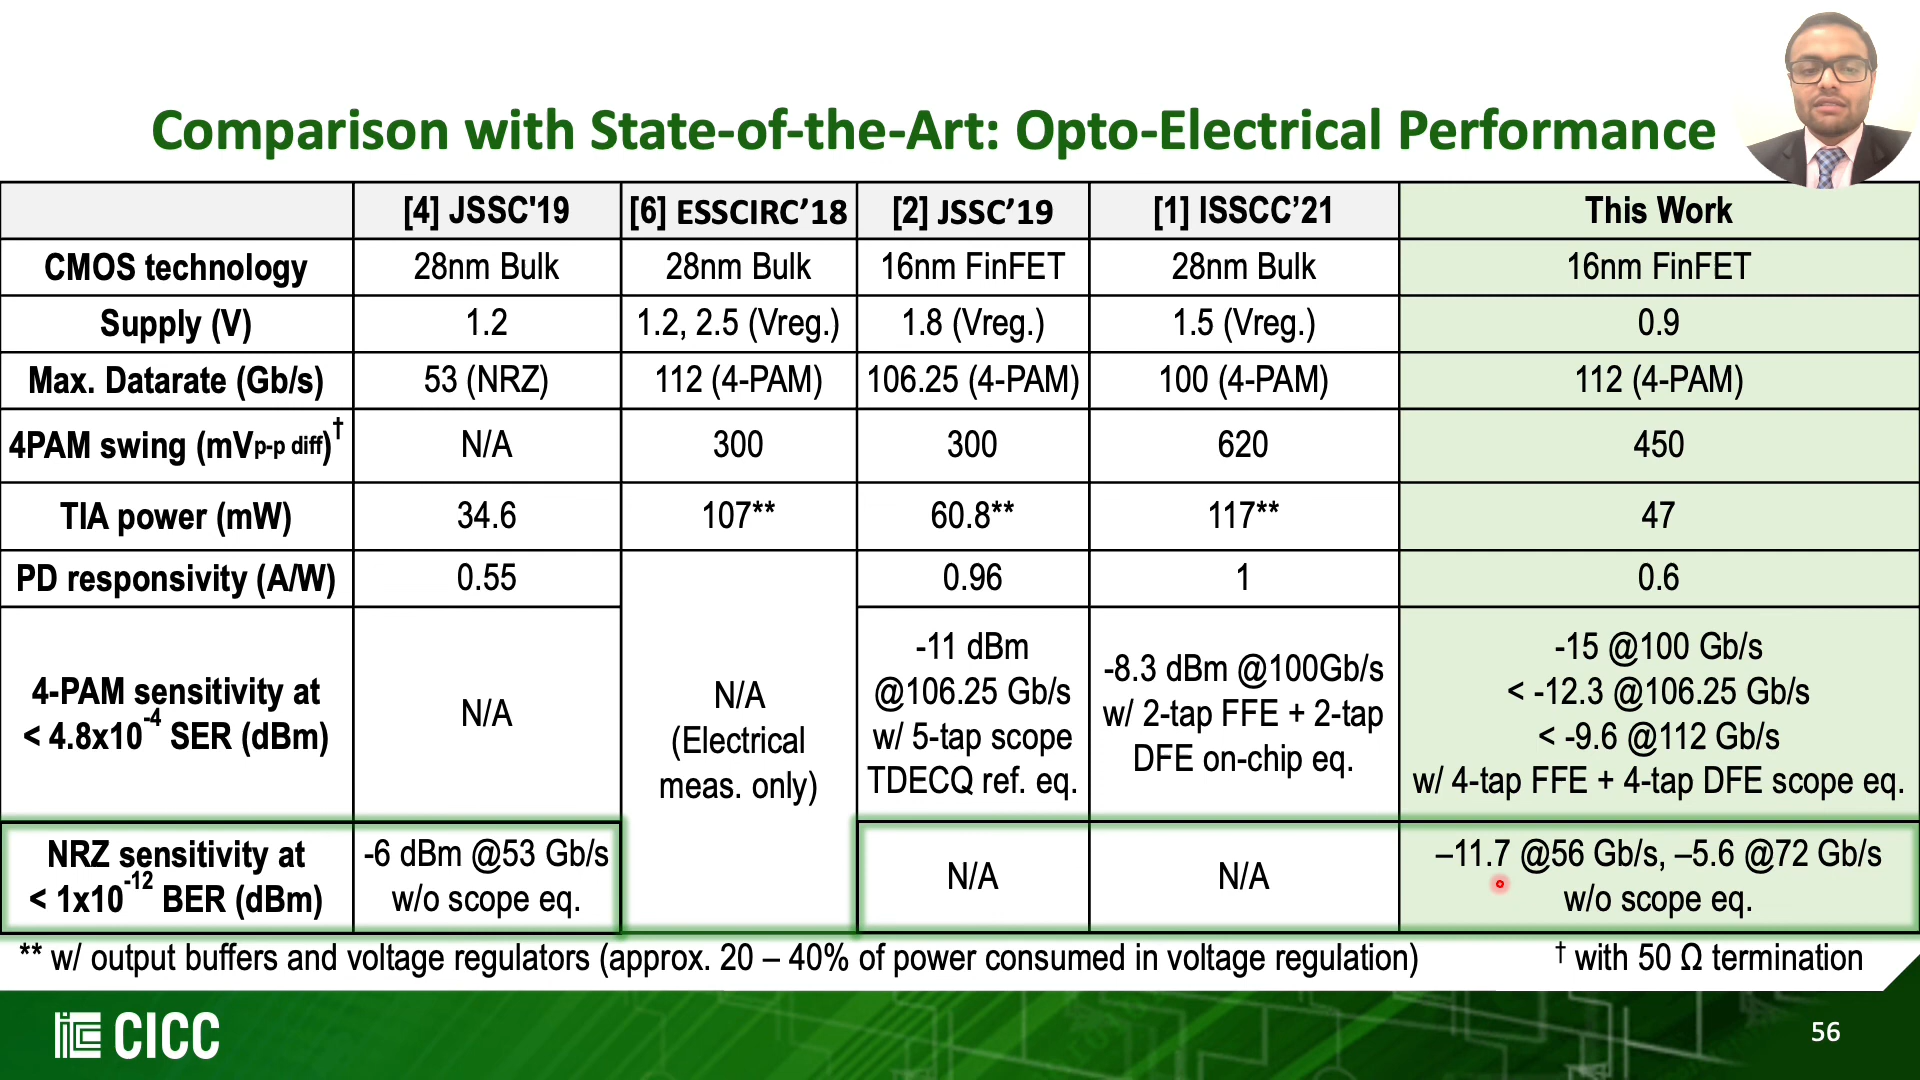 Comparison with State-of-the-Art: Opto-Electrical Performance
[4] JSSC'19 [6] ESSCIRC’18 [2] JSSC’19 [1] ISSCC’21 This Work
CMOS technology 28nm Bulk 28nm Bulk 16nm FinFET 28nm Bulk 16nm FinFET
Supply (V) 1.2 1.2, 2.5 (Vreg.) 1.8 (Vreg.) 1.5 (Vreg.) 0.9
Max. Datarate (Gb/s) 53 (NRZ) 112 (4-PAM) 106.25 (4-PAM) 100 (4-PAM) 112 (4-PAM)
4PAM swing (mVp-p diff)† N/A 300 300 620 450
TIA power (mW) 34.6 107** 60.8** 117** 47
PD responsivity (A/W) 0.55 0.96 1 0.6
4-PAM sensitivity at
< 4.8x10-4 SER (dBm)
N/A
N/A
(Electrical
meas. only)
-11 dBm
@106.25 Gb/s
w/ 5-tap scope
TDECQ ref. eq.
-8.3 dBm @100Gb/s
w/ 2-tap FFE + 2-tap
DFE on-chip eq.
-15 @100 Gb/s
< -12.3 @106.25 Gb/s
< -9.6 @112 Gb/s
w/ 4-tap FFE + 4-tap DFE scope eq.
NRZ sensitivity at
< 1x10-12 BER (dBm)
-6 dBm @53 Gb/s
w/o scope eq.
N/A
N/A
–11.7 @56 Gb/s, –5.6 @72 Gb/s
w/o scope eq.
** w/ output buffers and voltage regulators (approx. 20 – 40% of power consumed in voltage regulation)
† with 50 Ω termination
CICC
56